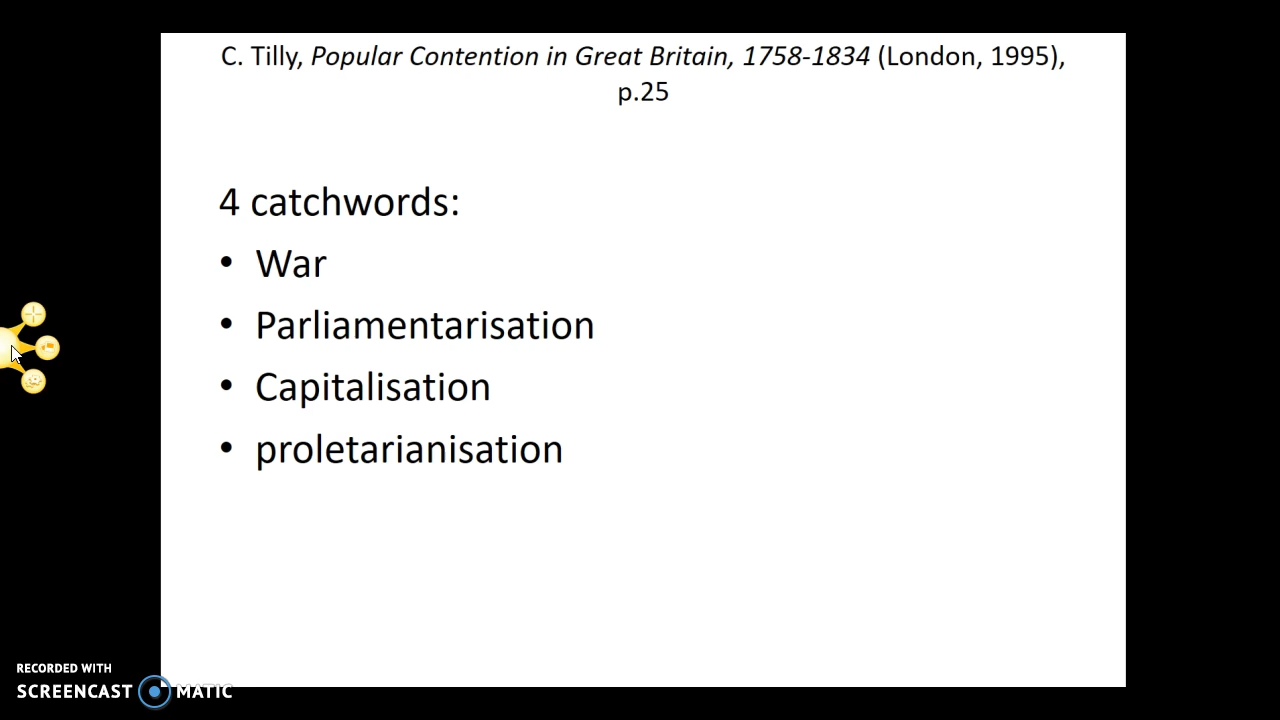 C. Tilly, Popular Contention in Great Britain, 1758-1834 (London, 1995),
p.25
4 catchwords:
• War
• Parliamentarisation
• Capitalisation
• proletarianisation
RECORDED WITH
SCREENCAST MATIC